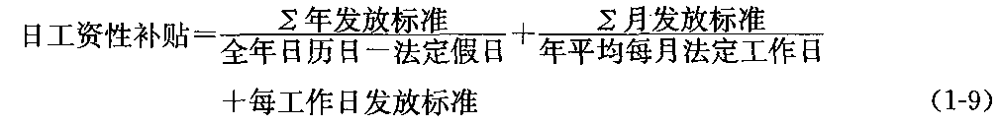 日工资性补贴=∑年发放标准/全年日历日-法定假日+∑月发放标准/年平均每月法定工作日
+每工作日发放标准 (1-9)